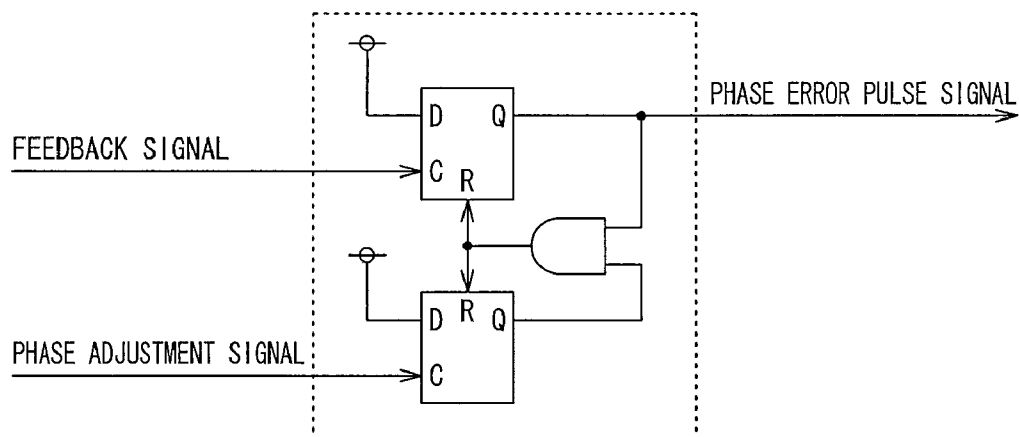 PHASE ERROR PULSE SIGNAL
D Q
FEEDBACK SIGNAL
C
R
R
D Q
PHASE ADJUSTMENT SIGNAL
C